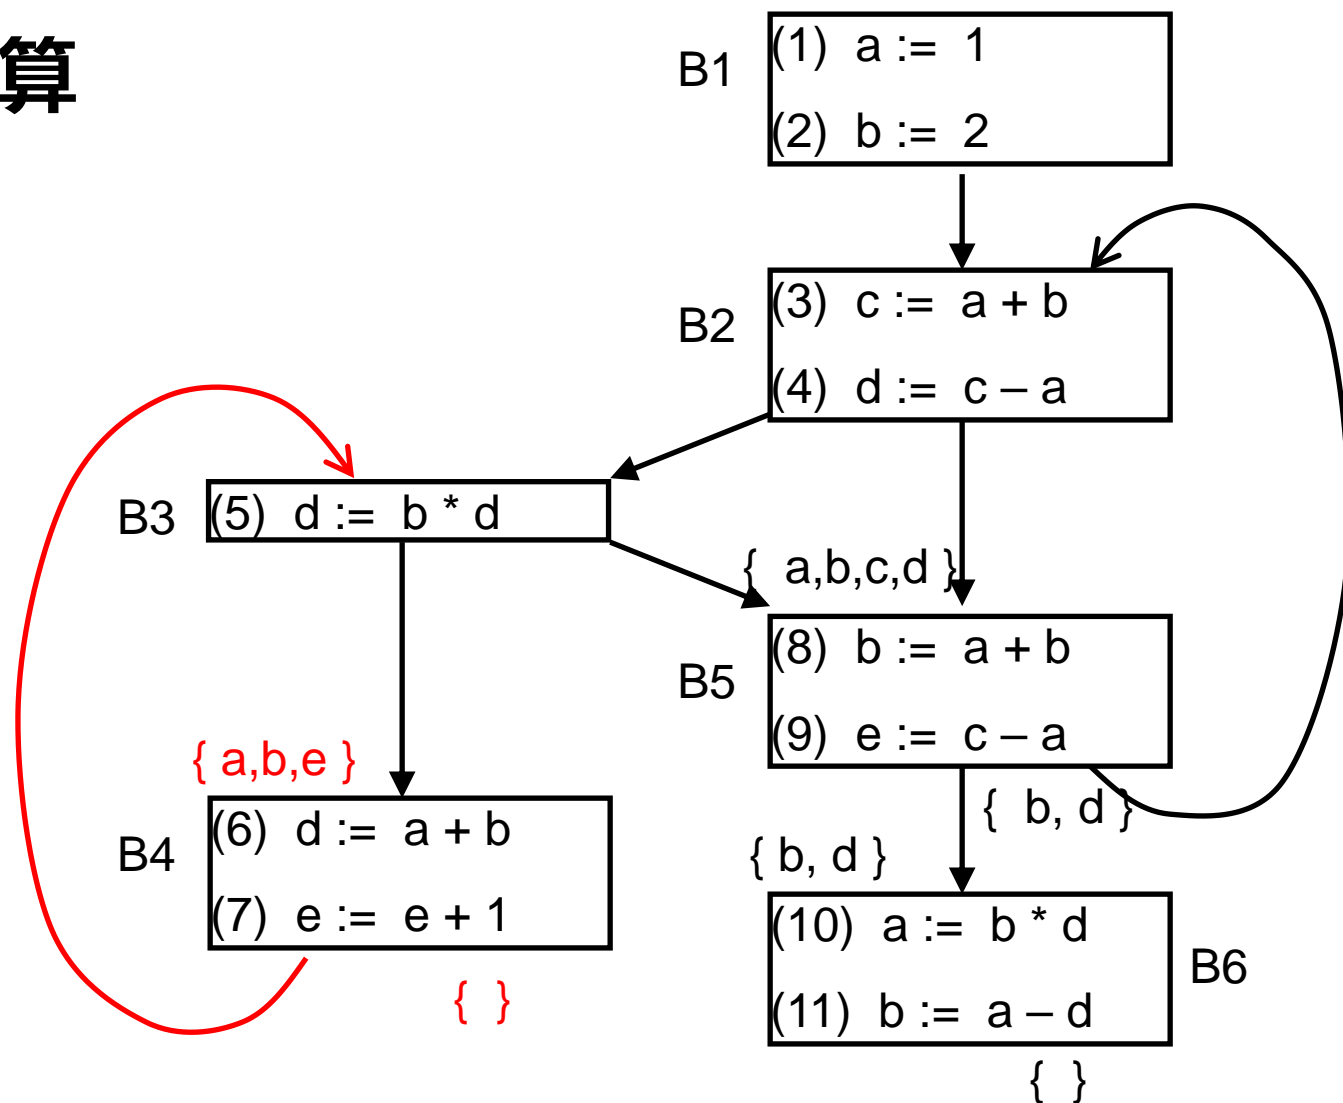 算
B1
(1) a := 1
(2) b := 2
B2
(3) c := a + b
(4) d := c – a
B3
(5) d := b * d
{ a,b,c,d }
B5
(8) b := a + b
(9) e := c – a
{ a,b,e }
B4
(6) d := a + b
(7) e := e + 1
{ }
{ b, d }
{ b, d }
(10) a := b * d
(11) b := a – d
B6
{ }